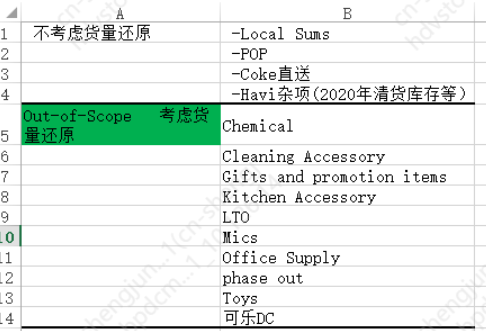 A B
1 不考虑货量还原 -Local Sums
2 -POP
3 -Coke直送
4 -Havi杂项(2020年清货库存等)
Out-of-Scope 考虑货
5 量还原 Chemical
6 Cleaning Accessory
7 Gifts and promotion items
8 Kitchen Accessory
9 LTO
10 Mics
11 Office Supply
12 phase out
13 Toys
14 可乐DC